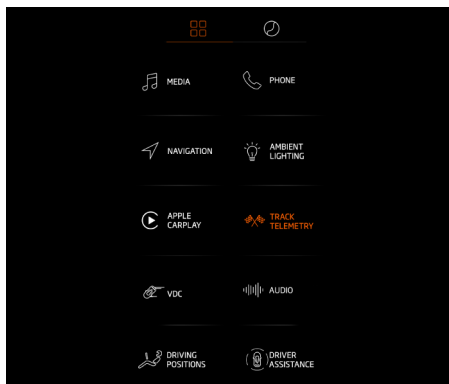 MEDIA
PHONE
NAVIGATION
AMBIENT
LIGHTING
APPLE
CARPLAY
TRACK
TELEMETRY
VDC
AUDIO
DRIVING
POSITIONS
DRIVER
ASSISTANCE